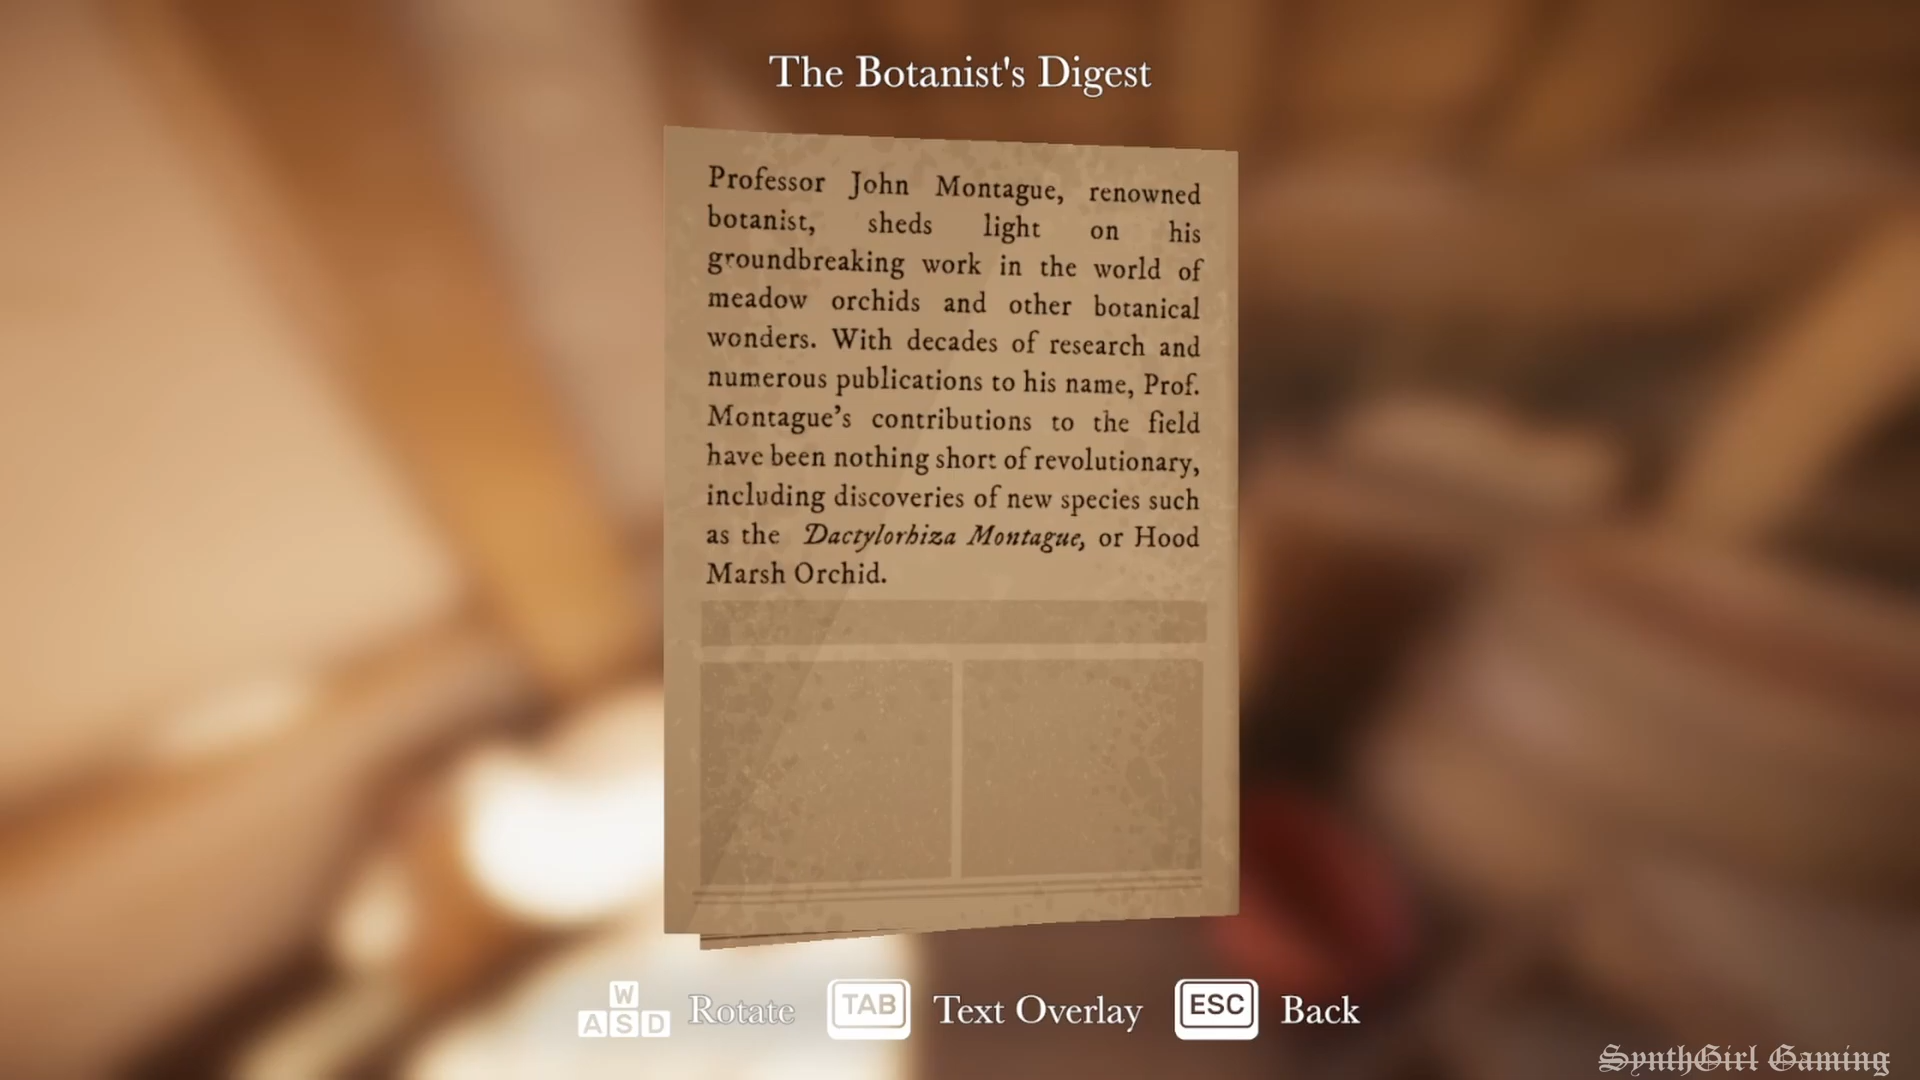 The Botanist's Digest
Professor John Montague, renowned
botanist, sheds light on his
groundbreaking work in the world of
meadow orchids and other botanical
wonders. With decades of research and
numerous publications to his name, Prof.
Montague's contributions to the field
have been nothing short of revolutionary,
including discoveries of new species such
as the Dactylorhiza Montague, or Hood
Marsh Orchid.
W
A S D Rotate TAB Text Overlay ESC Back
SynthGirl Gaming